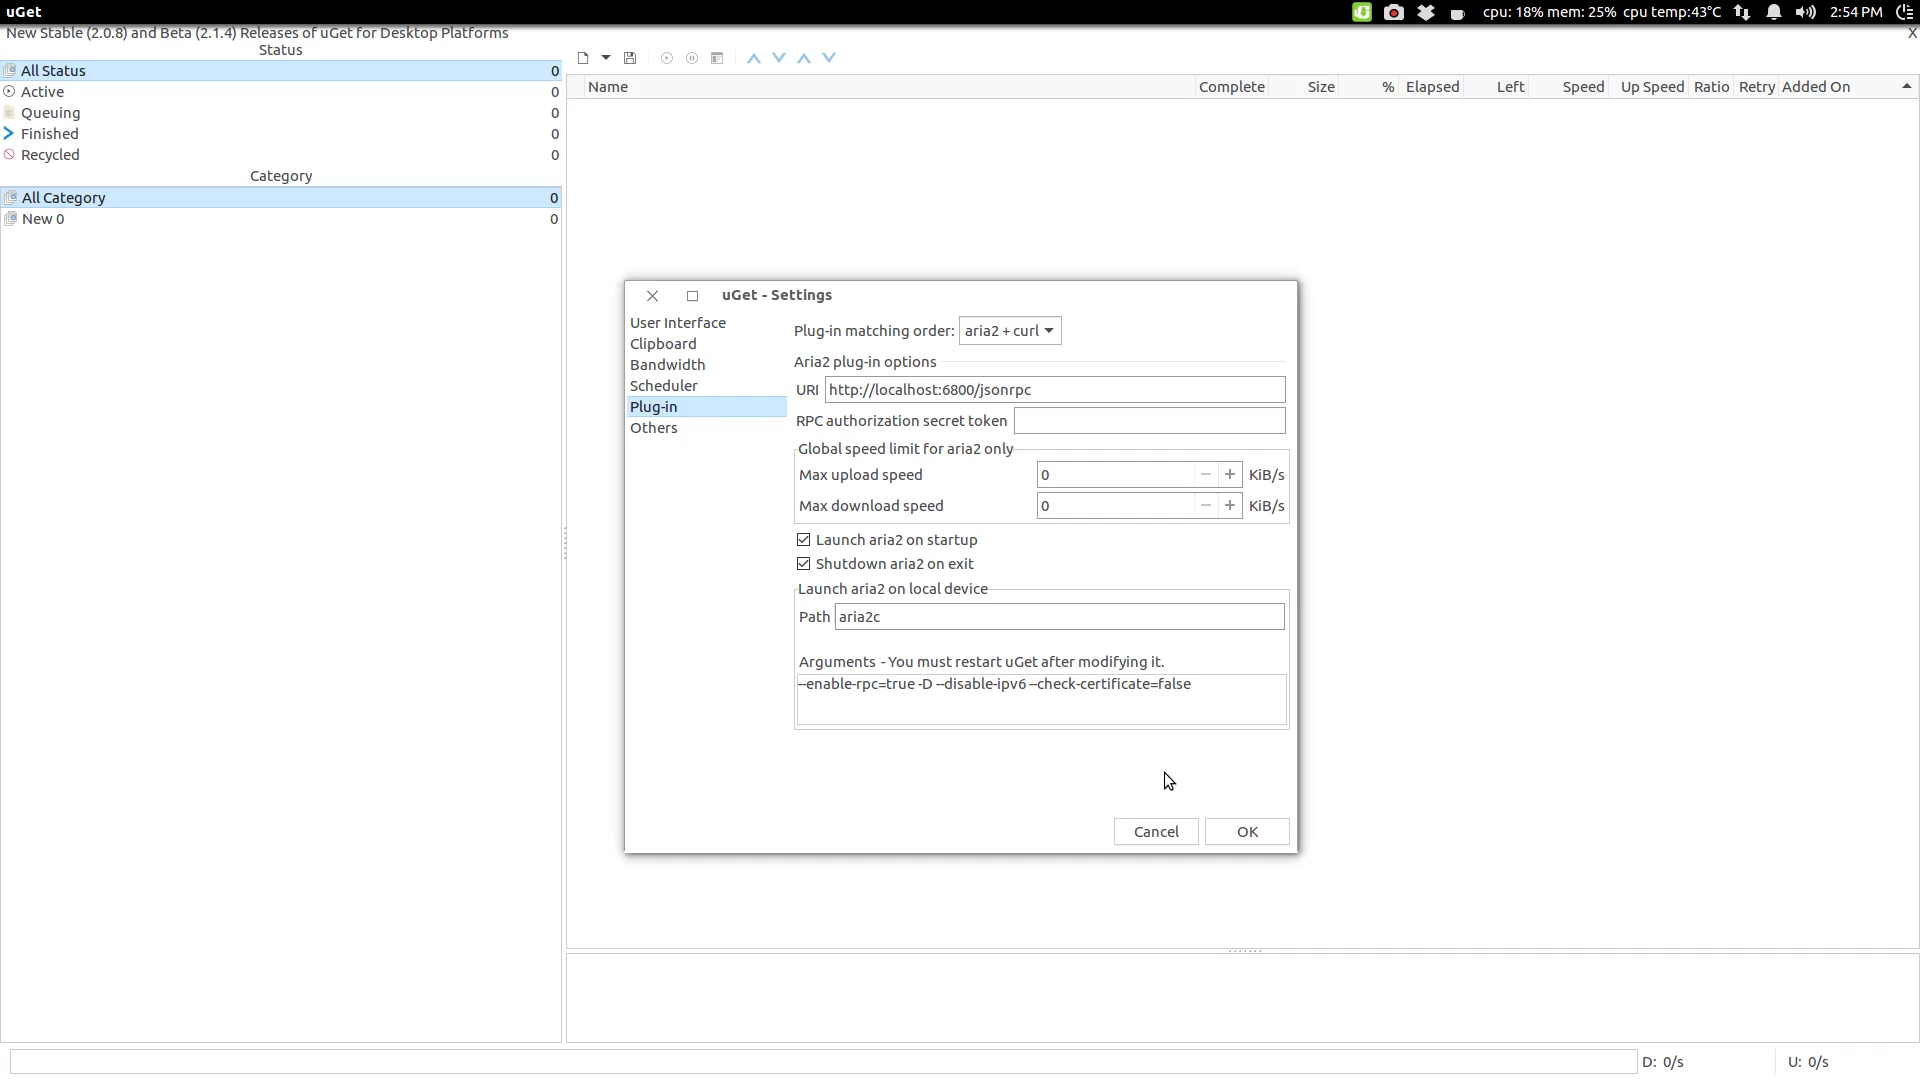 uGet
cpu: 18% mem: 25% cpu temp:43°C
2:54 PM
New Stable (2.0.8) and Beta (2.1.4) Releases of uGet for Desktop Platforms
X
Status
All Status 0
Active 0
Queuing 0
Finished 0
Recycled 0
Category
All Category 0
New 0 0
Name Complete Size % Elapsed Left Speed Up Speed Ratio Retry Added On
uGet - Settings
User Interface
Clipboard
Bandwidth
Scheduler
Plug-in
Others
Plug-in matching order: aria2 + curl
Aria2 plug-in options
URI http://localhost:6800/jsonrpc
RPC authorization secret token
Global speed limit for aria2 only
Max upload speed 0 KiB/s
Max download speed 0 KiB/s
Launch aria2 on startup
Shutdown aria2 on exit
Launch aria2 on local device
Path aria2c
Arguments - You must restart uGet after modifying it.
--enable-rpc=true -D --disable-ipv6 --check-certificate=false
Cancel OK
D: 0/s U: 0/s